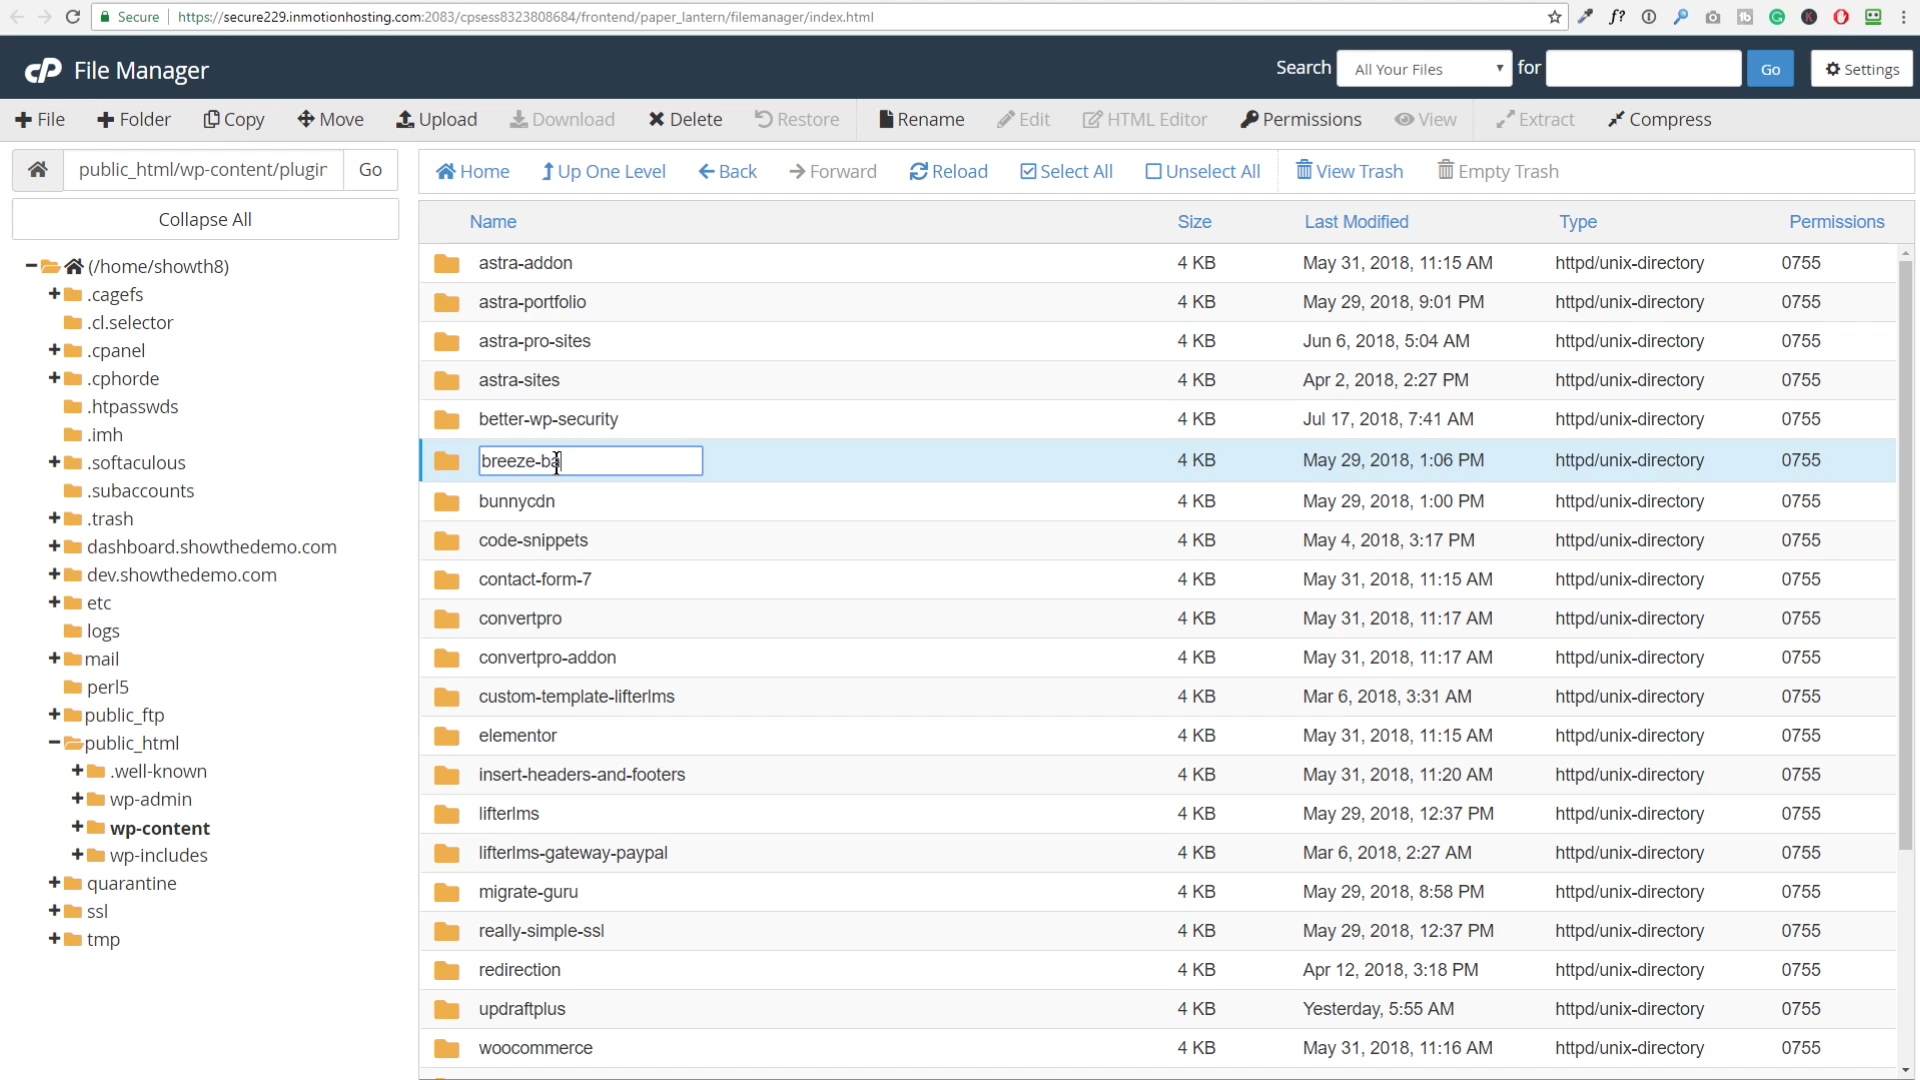 Secure https://secure229.inmotionhosting.com:2083/cpsess8323808684/frontend/paper_lantern/filemanager/index.html
cP File Manager Search All Your Files for Go Settings
File Folder Copy Move Upload Download Delete Restore Rename Edit HTML Editor Permissions View Extract Compress
public_html/wp-content/plugin Go Home Up One Level Back Forward Reload Select All Unselect All View Trash Empty Trash
Collapse All
(/home/showth8)
.cagefs
.cl.selector
.cpanel
.cphorde
.htpasswds
.imh
.softaculous
.subaccounts
.trash
dashboard.showthedemo.com
dev.showthedemo.com
etc
logs
mail
perl5
public_ftp
public_html
.well-known
wp-admin
wp-content
wp-includes
quarantine
ssl
tmp
Name Size Last Modified Type Permissions
astra-addon 4 KB May 31, 2018, 11:15 AM httpd/unix-directory 0755
astra-portfolio 4 KB May 29, 2018, 9:01 PM httpd/unix-directory 0755
astra-pro-sites 4 KB Jun 6, 2018, 5:04 AM httpd/unix-directory 0755
astra-sites 4 KB Apr 2, 2018, 2:27 PM httpd/unix-directory 0755
better-wp-security 4 KB Jul 17, 2018, 7:41 AM httpd/unix-directory 0755
breeze-ba 4 KB May 29, 2018, 1:06 PM httpd/unix-directory 0755
bunnycdn 4 KB May 29, 2018, 1:00 PM httpd/unix-directory 0755
code-snippets 4 KB May 4, 2018, 3:17 PM httpd/unix-directory 0755
contact-form-7 4 KB May 31, 2018, 11:15 AM httpd/unix-directory 0755
convertpro 4 KB May 31, 2018, 11:17 AM httpd/unix-directory 0755
convertpro-addon 4 KB May 31, 2018, 11:17 AM httpd/unix-directory 0755
custom-template-lifterlms 4 KB Mar 6, 2018, 3:31 AM httpd/unix-directory 0755
elementor 4 KB May 31, 2018, 11:15 AM httpd/unix-directory 0755
insert-headers-and-footers 4 KB May 31, 2018, 11:20 AM httpd/unix-directory 0755
lifterlms 4 KB May 29, 2018, 12:37 PM httpd/unix-directory 0755
lifterlms-gateway-paypal 4 KB Mar 6, 2018, 2:27 AM httpd/unix-directory 0755
migrate-guru 4 KB May 29, 2018, 8:58 PM httpd/unix-directory 0755
really-simple-ssl 4 KB May 29, 2018, 12:37 PM httpd/unix-directory 0755
redirection 4 KB Apr 12, 2018, 3:18 PM httpd/unix-directory 0755
updraftplus 4 KB Yesterday, 5:55 AM httpd/unix-directory 0755
woocommerce 4 KB May 31, 2018, 11:16 AM httpd/unix-directory 0755